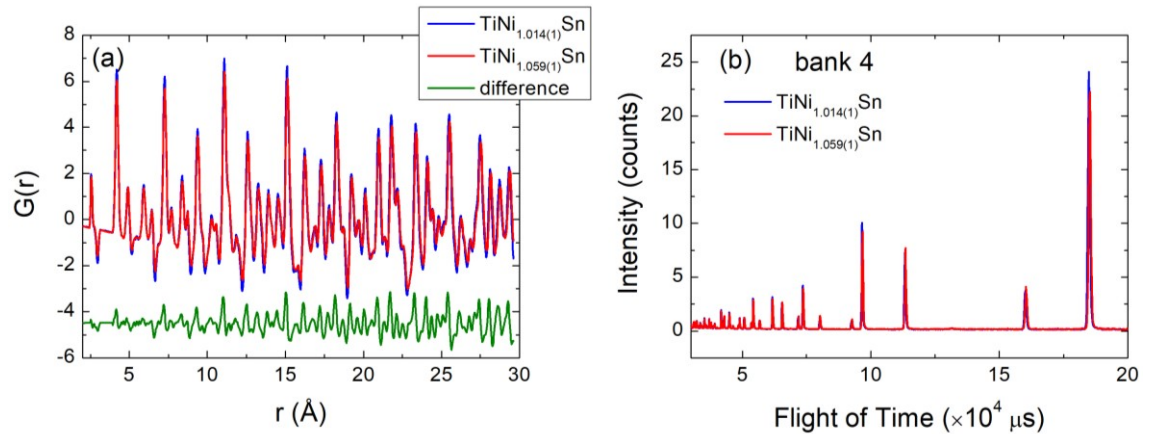 (a)
TiNi1.014(1)Sn
TiNi1.059(1)Sn
difference
8
6
4
2
0
-2
-4
-6
G(r)
5 10 15 20 25 30
r (Å)
(b) bank 4
TiNi1.014(1)Sn
TiNi1.059(1)Sn
25
20
15
10
5
0
Intensity (counts)
5 10 15 20
Flight of Time (×10⁴ μs)